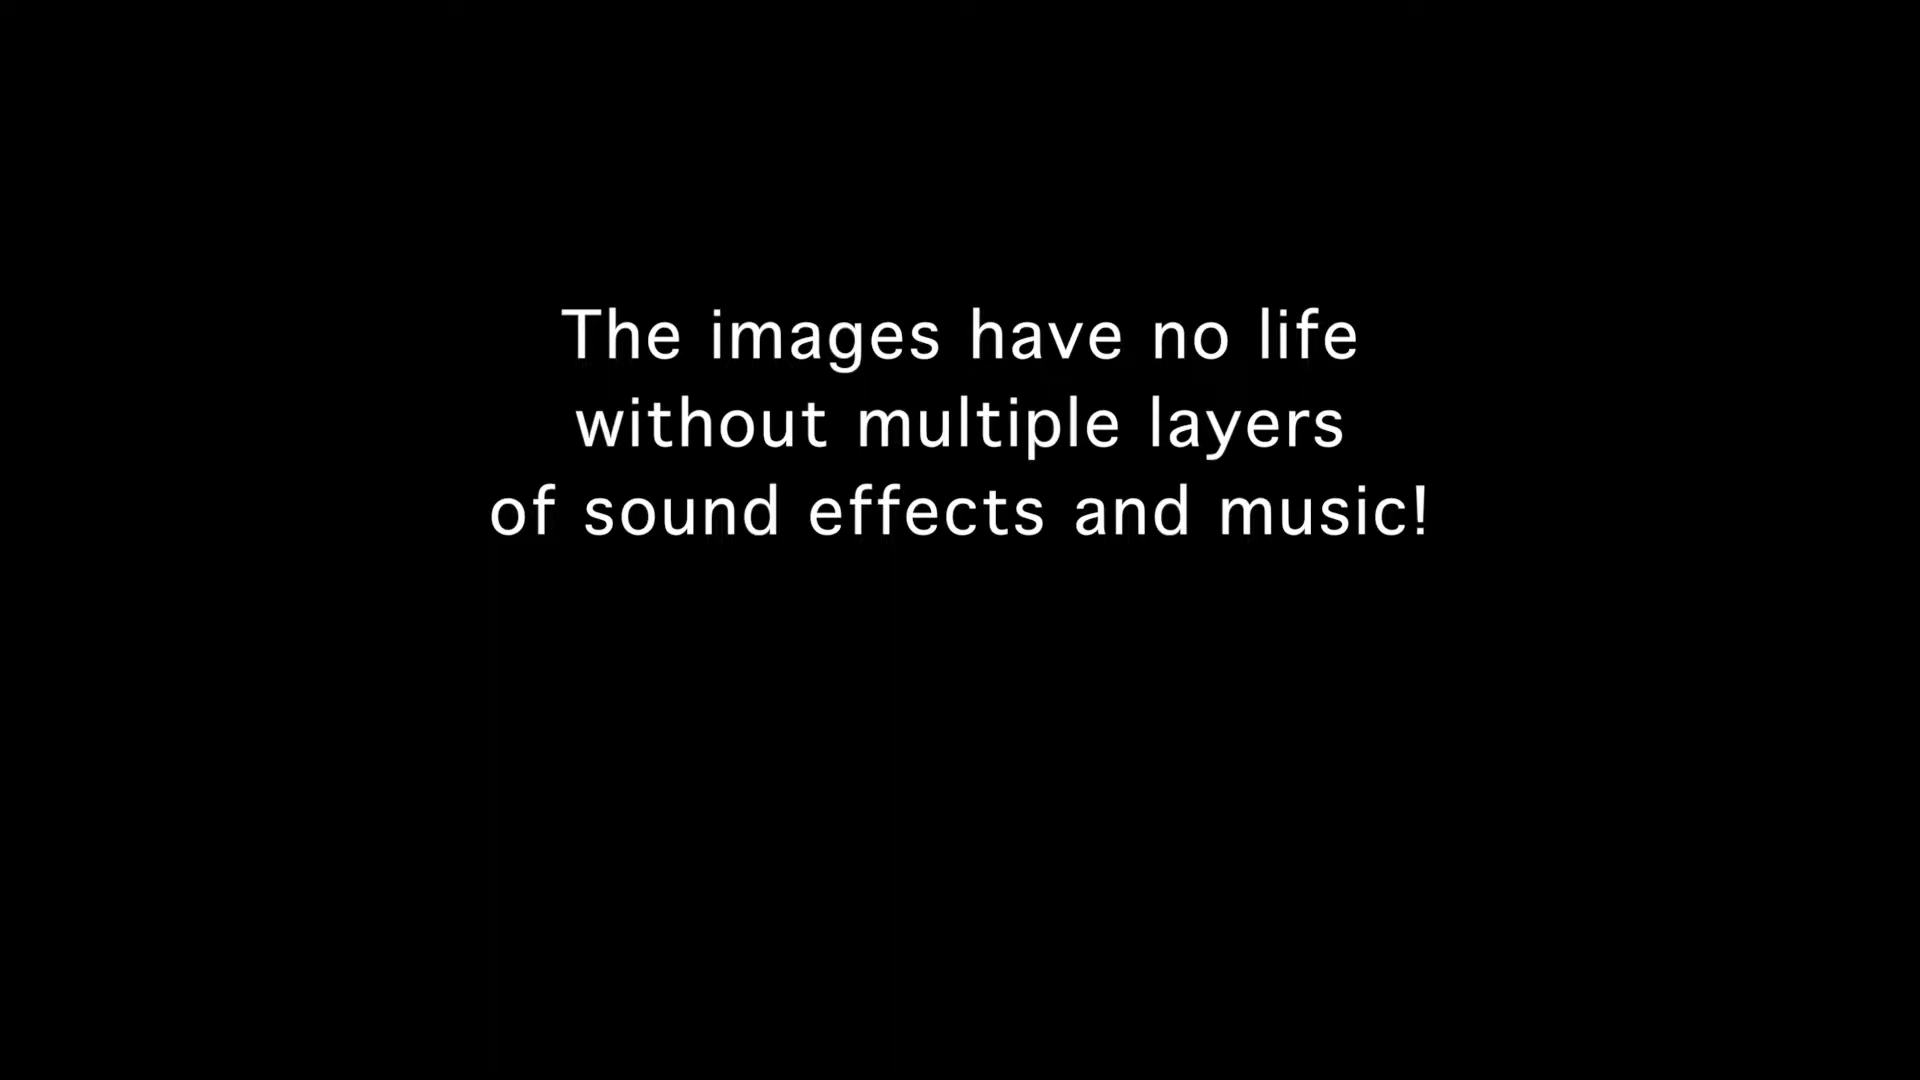 The images have no life
without multiple layers
of sound effects and music!